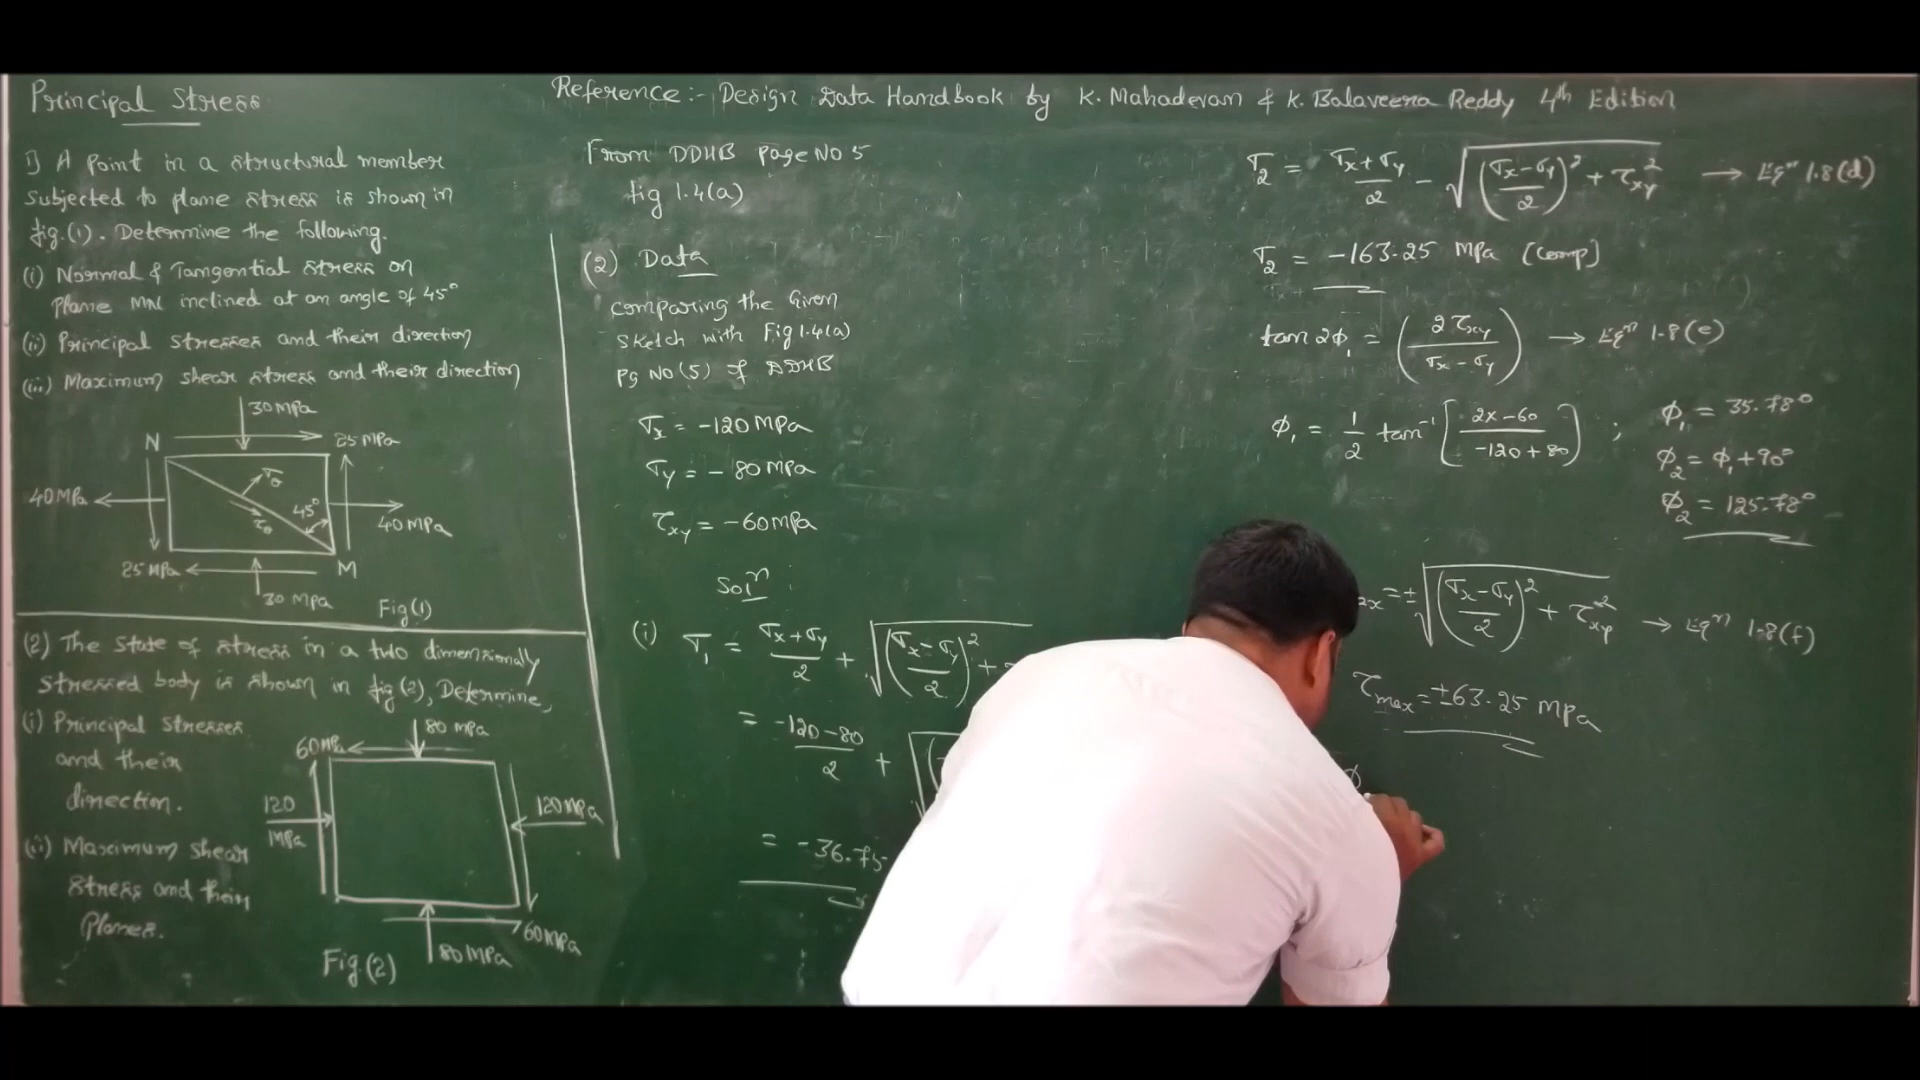 Principal Stress
Reference:- Design Data Handbook by K. Mahadevan & K. Balaveera Reddy 4th Edition
1) A point in a structural member
subjected to plane stress is shown in
fig.(1). Determine the following.
(i) Normal & Tangential stress on
plane MN inclined at an angle of 45°
(ii) Principal stresses and their direction
(iii) Maximum shear stress and their direction
30 MPa
N
25 MPa
σθ
40 MPa
45°
τθ
40 MPa
25 MPa
M
30 MPa
Fig(1)
(2) The state of stress in a two dimensionally
stressed body is shown in fig(2), Determine,
(i) Principal stresses
and their
direction.
(ii) Maximum shear
stress and their
Planes.
80 MPa
60MPa
120
MPa
120MPa
60MPa
80MPa
Fig.(2)
From DDHB page NO 5
fig 1.4(a)
(2) Data
comparing the Given
sketch with Fig 1.4(a)
Pg NO (5) of DDHB
σx = -120 MPa
σy = - 80 MPa
τxy = -60 MPa
Solⁿ :
(i) σ1 = σx+σy/2 + √(σx-σy/2)² +
= -120-80/2 + √(
= -36.75
σ2 = σx+σy/2 - √(σx-σy/2)² + τxy² → Eqⁿ 1.8(d)
σ2 = -163.25 MPa (comp)
tan 2φ1 = (2τxy/σx-σy) → Eqⁿ 1.8(e)
φ1 = 1/2 tan⁻¹ [2x-60/-120+80] ; φ1 = 35.78°
φ2 = φ1+90°
φ2 = 125.78°
ax = ±√(σx-σy/2)² + τxy² → Eqⁿ 1.8(f)
τmax = ±63.25 MPa
φ